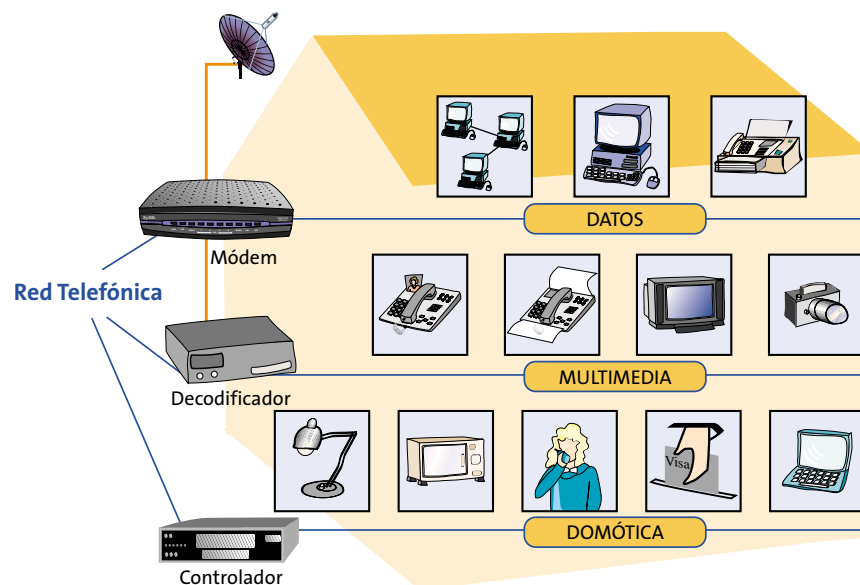 DATOS
Módem
Red Telefónica
MULTIMEDIA
Decodificador
Visa
DOMÓTICA
Controlador